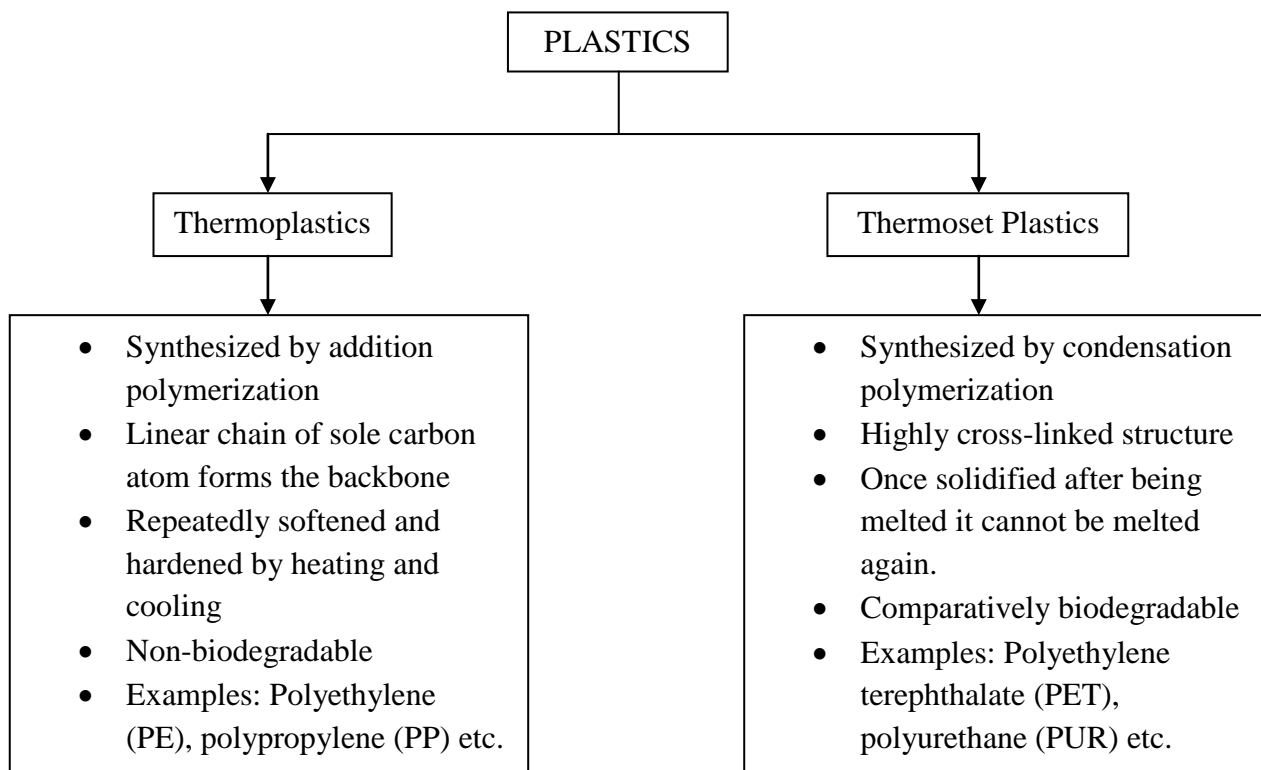 PLASTICS
Thermoplastics
Thermoset Plastics
• Synthesized by addition
polymerization
• Linear chain of sole carbon
atom forms the backbone
• Repeatedly softened and
hardened by heating and
cooling
• Non-biodegradable
• Examples: Polyethylene
(PE), polypropylene (PP) etc.
• Synthesized by condensation
polymerization
• Highly cross-linked structure
• Once solidified after being
melted it cannot be melted
again.
• Comparatively biodegradable
• Examples: Polyethylene
terephthalate (PET),
polyurethane (PUR) etc.